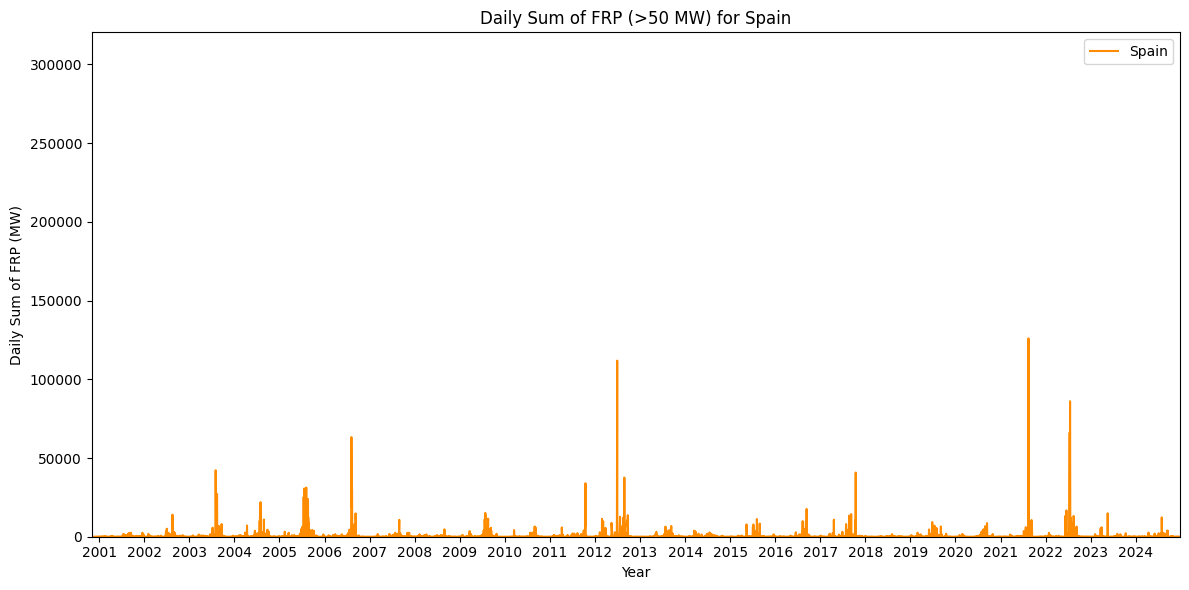 Daily Sum of FRP (>50 MW) for Spain
Spain
Daily Sum of FRP (MW)
300000
250000
200000
150000
100000
50000
0
2001 2002 2003 2004 2005 2006 2007 2008 2009 2010 2011 2012 2013 2014 2015 2016 2017 2018 2019 2020 2021 2022 2023 2024
Year